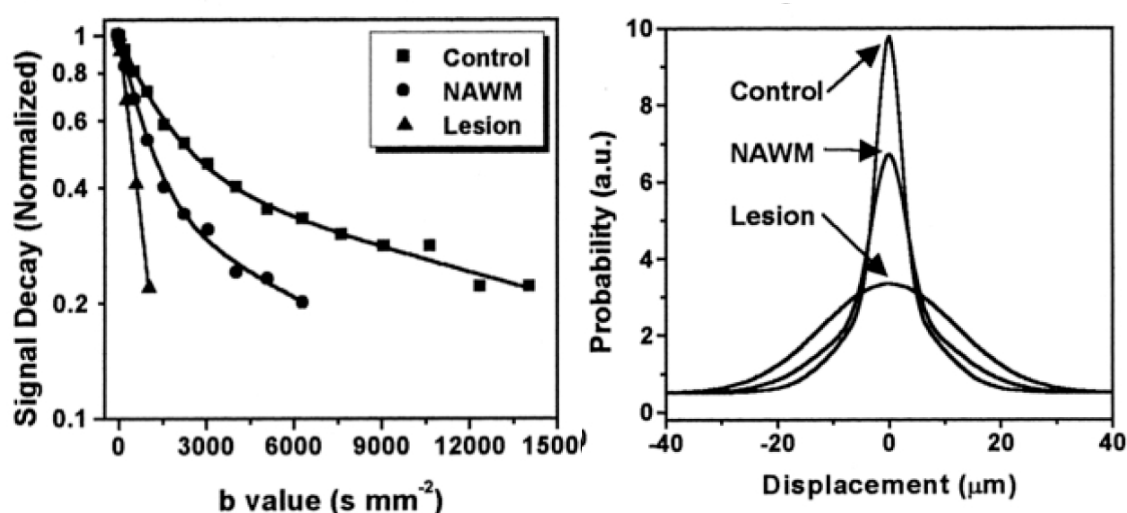 1
0.8
0.6
0.4
0.2
0.1
Signal Decay (Normalized)
Control
NAWM
Lesion
0 3000 6000 9000 12000 1500
b value (s mm-2)
10
8
6
4
2
0
Probability (a.u.)
Control
NAWM
Lesion
-40 -20 0 20 40
Displacement (μm)